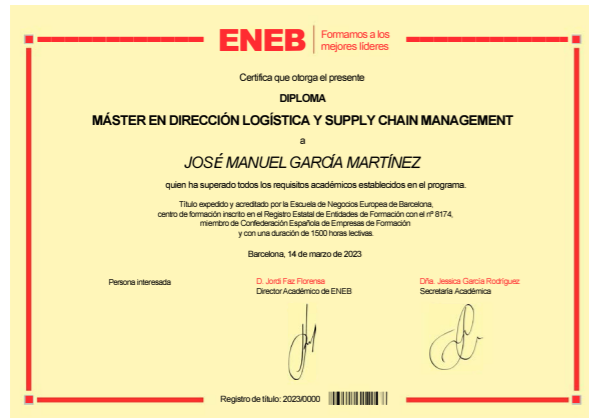 ENEB
Formamos a los
mejores líderes
Certifica que otorga el presente
DIPLOMA
MÁSTER EN DIRECCIÓN LOGÍSTICA Y SUPPLY CHAIN MANAGEMENT
a
JOSÉ MANUEL GARCÍA MARTÍNEZ
quien ha superado todos los requisitos académicos establecidos en el programa.
Título expedido y acreditado por la Escuela de Negocios Europea de Barcelona,
centro de formación inscrito en el Registro Estatal de Entidades de Formación con el nº 8174,
miembro de Confederación Española de Empresas de Formación
y con una duración de 1500 horas lectivas.
Barcelona, 14 de marzo de 2023
Persona interesada
D. Jordi Faz Florensa
Director Académico de ENEB
Dña. Jessica García Rodríguez
Secretaría Académica
Registro de título: 2023/0000